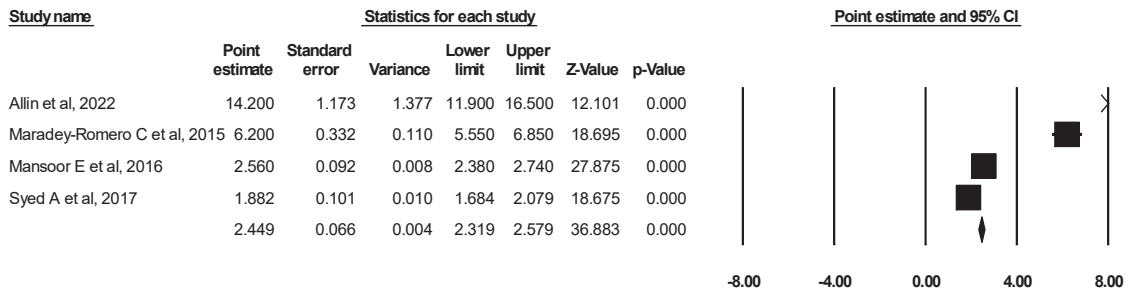 Study name Statistics for each study Point estimate and 95% CI
Point Standard Lower Upper
estimate error Variance limit limit Z-Value p-Value
Allin et al, 2022 14.200 1.173 1.377 11.900 16.500 12.101 0.000
Maradey-Romero C et al, 2015 6.200 0.332 0.110 5.550 6.850 18.695 0.000
Mansoor E et al, 2016 2.560 0.092 0.008 2.380 2.740 27.875 0.000
Syed A et al, 2017 1.882 0.101 0.010 1.684 2.079 18.675 0.000
2.449 0.066 0.004 2.319 2.579 36.883 0.000
-8.00 -4.00 0.00 4.00 8.00